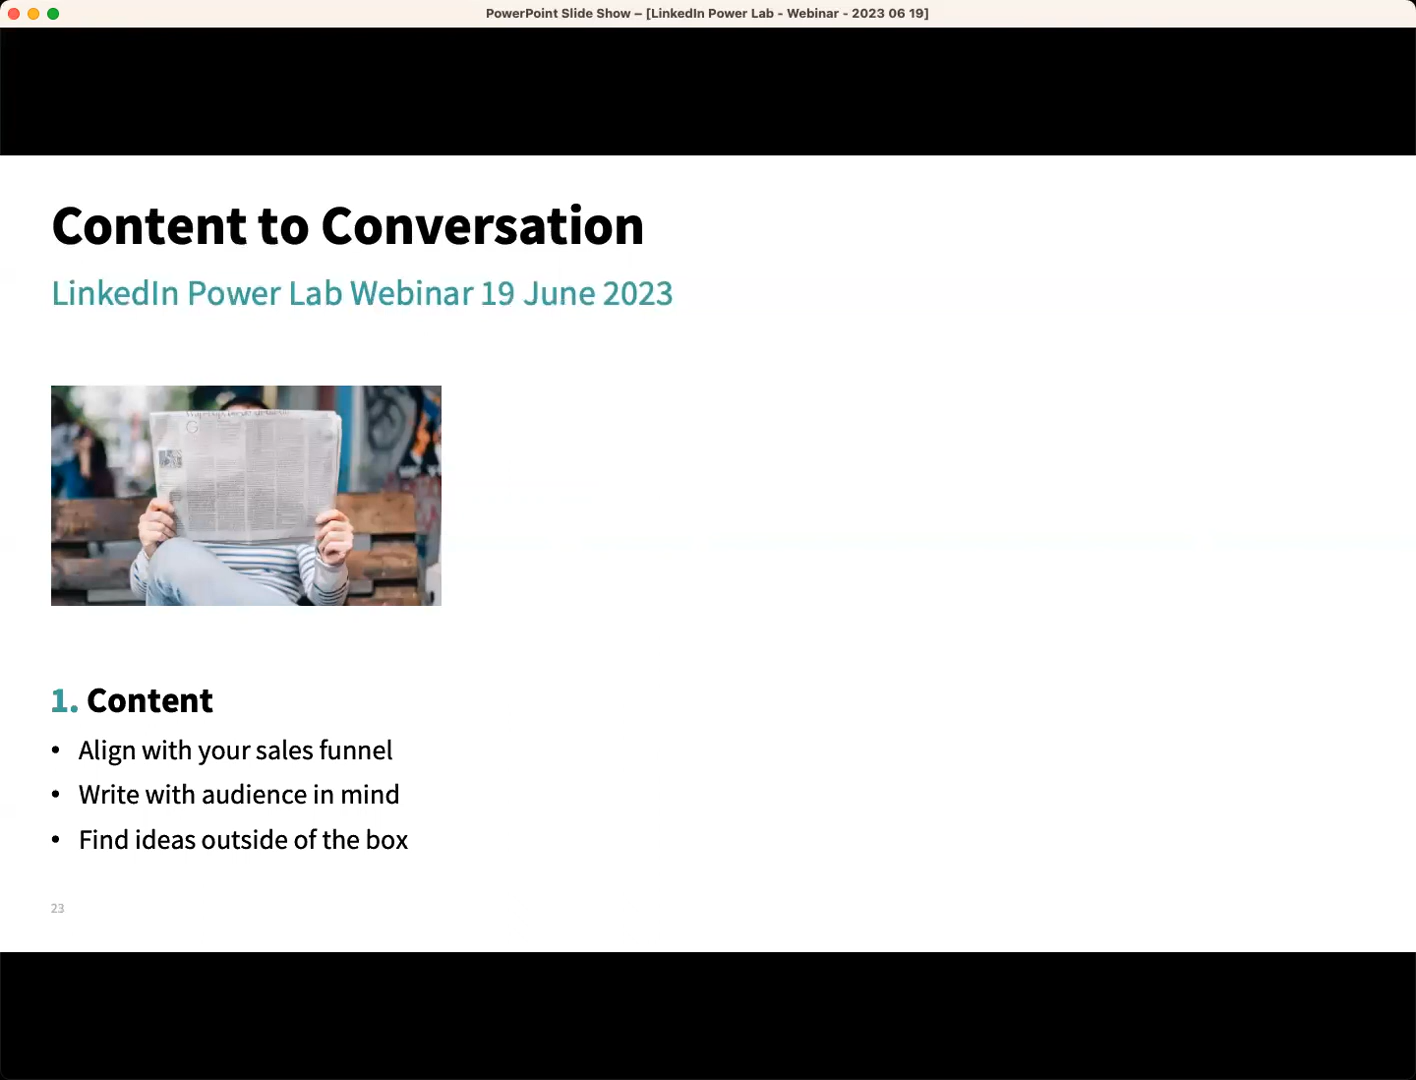 PowerPoint Slide Show – [LinkedIn Power Lab - Webinar - 2023 06 19]
Content to Conversation
LinkedIn Power Lab Webinar 19 June 2023
1. Content
• Align with your sales funnel
• Write with audience in mind
• Find ideas outside of the box
23